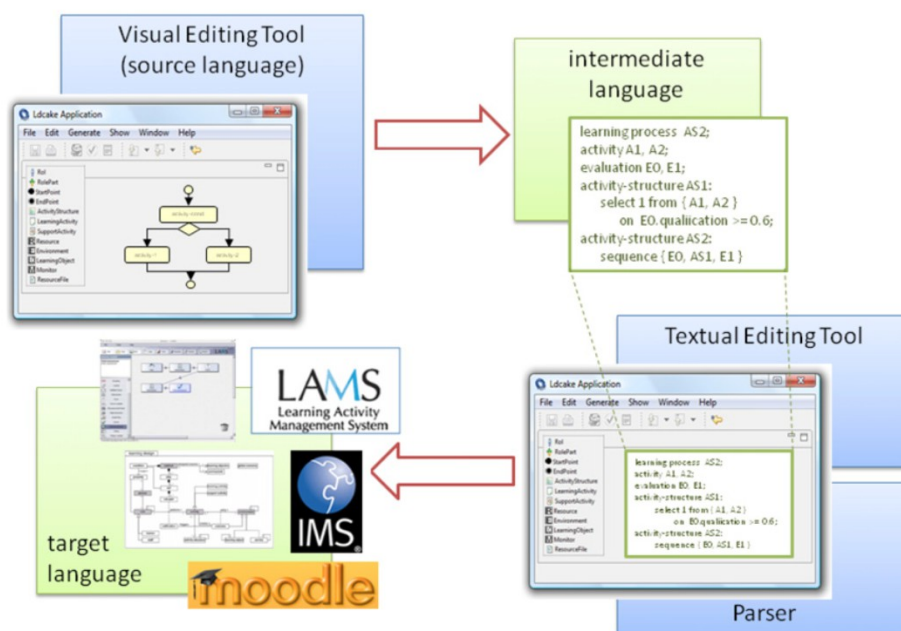 Visual Editing Tool
(source language)
Ldcake Application
File Edit Generate Show Window Help
Rol
RolePart
StartPoint
EndPoint
ActivityStructure
LearningActivity
SupportActivity
Resource
Environment
LearningObject
Monitor
ResourceFile
intermediate
language
learning process AS2;
activity A1, A2;
evaluation E0, E1;
activity-structure AS1:
select 1 from { A1, A2 }
on E0.qualiication >= 0.6;
activity-structure AS2:
sequence { E0, AS1, E1 }
Textual Editing Tool
Ldcake Application
File Edit Generate Show Window Help
Rol
RolePart
StartPoint
EndPoint
ActivityStructure
LearningActivity
SupportActivity
Resource
Environment
LearningObject
Monitor
ResourceFile
learning process AS2;
activity A1, A2;
evaluation E0, E1;
activity-structure AS1:
select 1 from { A1, A2 }
on E0.qualiication >= 0.6;
activity-structure AS2:
sequence { E0, AS1, E1 }
Parser
LAMS
Learning Activity
Management System
IMS
moodle
target
language